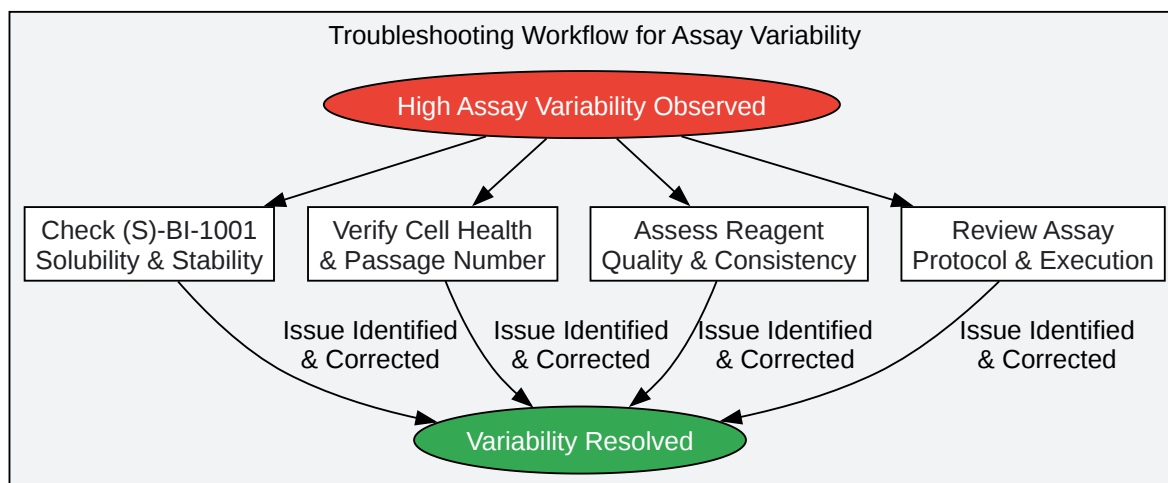 Troubleshooting Workflow for Assay Variability
High Assay Variability Observed
Check (S)-BI-1001
Solubility & Stability
Verify Cell Health
& Passage Number
Assess Reagent
Quality & Consistency
Review Assay
Protocol & Execution
Issue Identified
& Corrected
Issue Identified
& Corrected
Issue Identified
& Corrected
Issue Identified
& Corrected
Variability Resolved